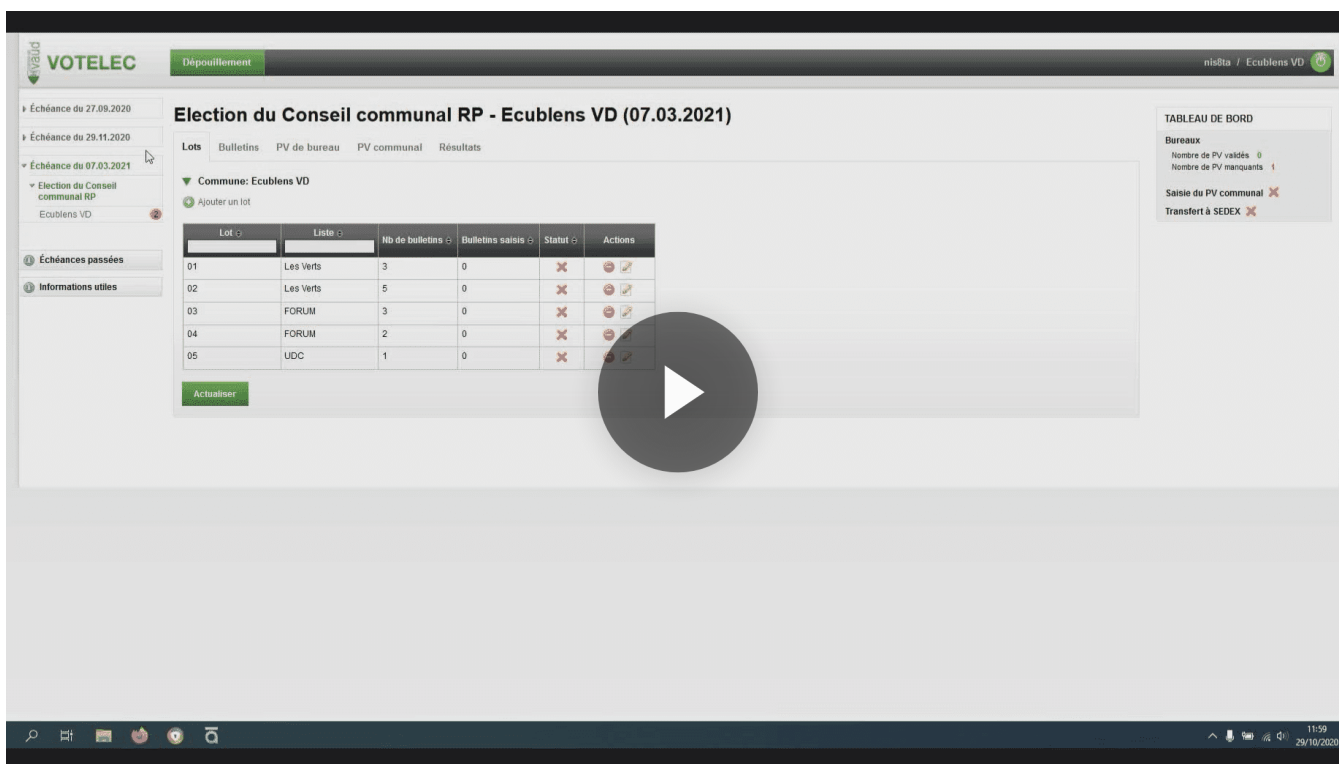 vaud
VOTELEC
Dépouillement
nis8ta / Ecublens VD
Échéance du 27.09.2020
Échéance du 29.11.2020
Échéance du 07.03.2021
Election du Conseil
communal RP
Ecublens VD 2
Échéances passées
Informations utiles
Election du Conseil communal RP - Ecublens VD (07.03.2021)
Lots Bulletins PV de bureau PV communal Résultats
Commune: Ecublens VD
Ajouter un lot
Lot Liste Nb de bulletins Bulletins saisis Statut Actions
01 Les Verts 3 0
02 Les Verts 5 0
03 FORUM 3 0
04 FORUM 2 0
05 UDC 1 0
Actualiser
TABLEAU DE BORD
Bureaux
Nombre de PV validés 0
Nombre de PV manquants 1
Saisie du PV communal
Transfert à SEDEX
11:59
29/10/2020